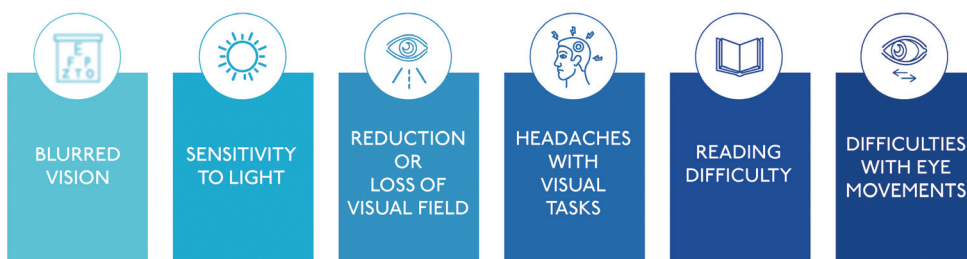 E
F P
Z T O
BLURRED
VISION
SENSITIVITY
TO LIGHT
REDUCTION
OR
LOSS OF
VISUAL FIELD
HEADACHES
WITH
VISUAL
TASKS
READING
DIFFICULTY
DIFFICULTIES
WITH EYE
MOVEMENTS